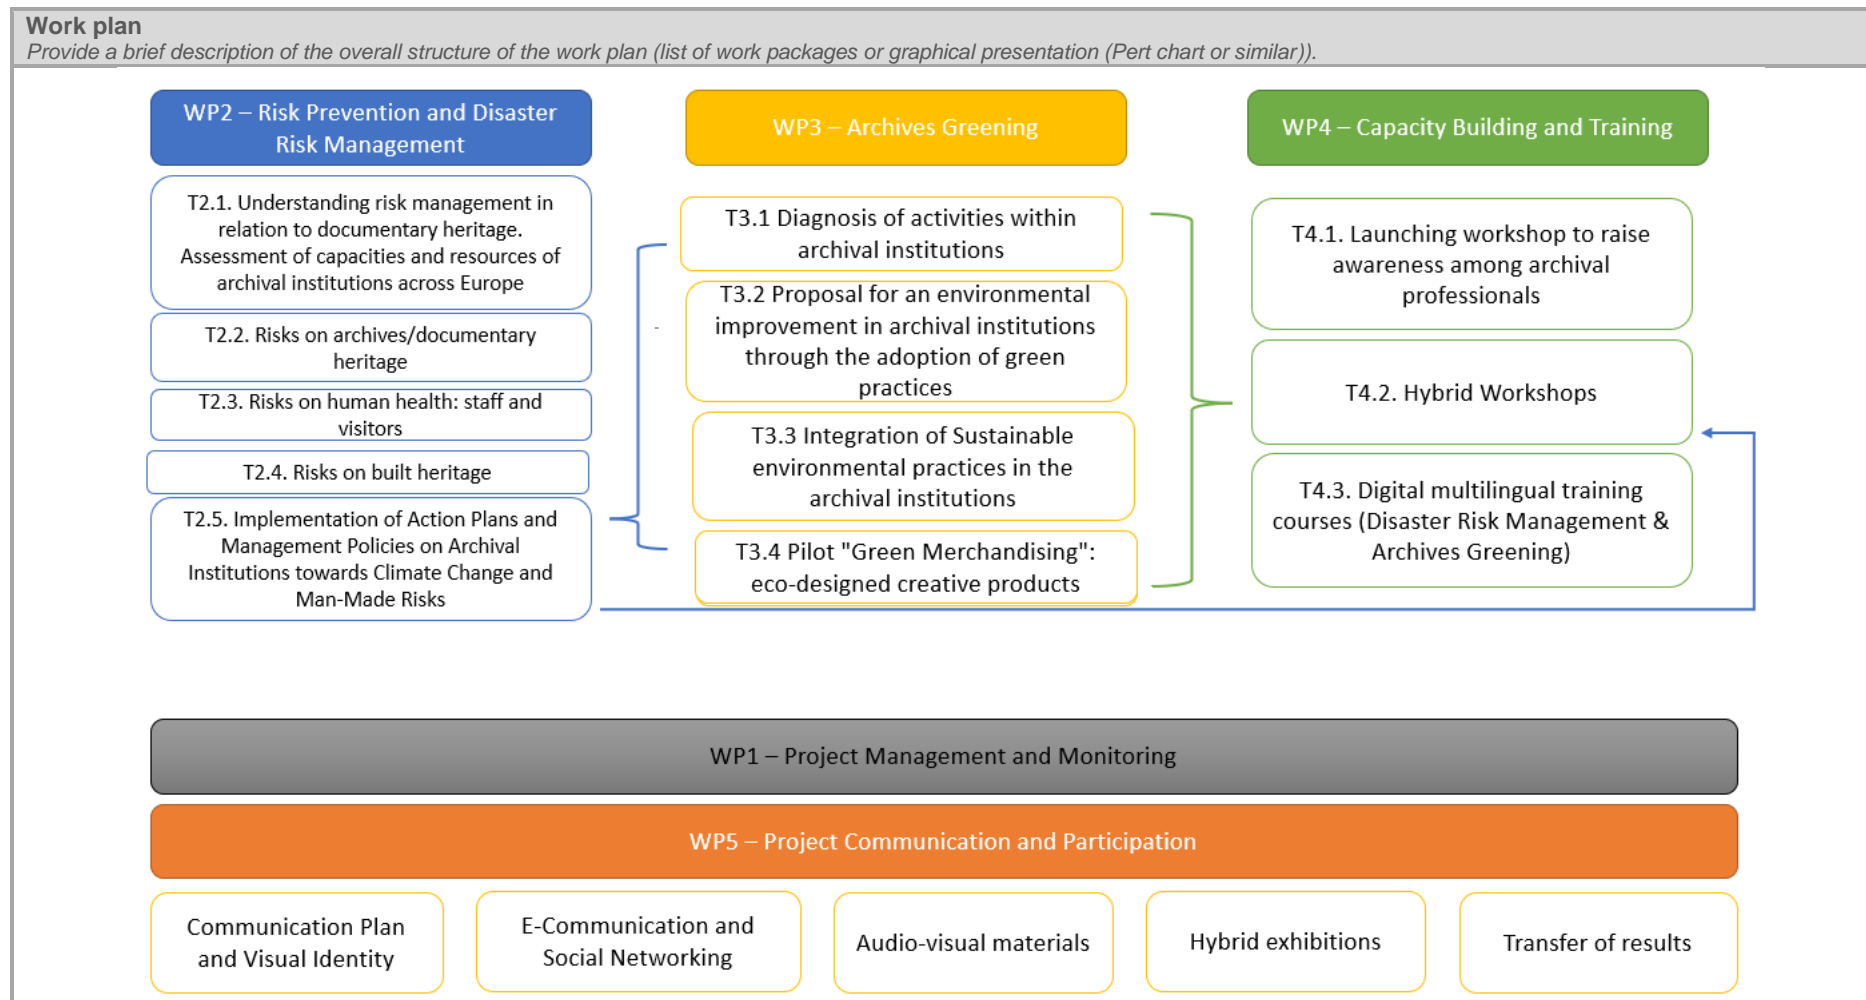 Work plan
Provide a brief description of the overall structure of the work plan (list of work packages or graphical presentation (Pert chart or similar)).
WP2 – Risk Prevention and Disaster
Risk Management
T2.1. Understanding risk management in
relation to documentary heritage.
Assessment of capacities and resources of
archival institutions across Europe
T2.2. Risks on archives/documentary
heritage
T2.3. Risks on human health: staff and
visitors
T2.4. Risks on built heritage
T2.5. Implementation of Action Plans and
Management Policies on Archival
Institutions towards Climate Change and
Man-Made Risks
WP3 – Archives Greening
T3.1 Diagnosis of activities within
archival institutions
T3.2 Proposal for an environmental
improvement in archival institutions
through the adoption of green
practices
T3.3 Integration of Sustainable
environmental practices in the
archival institutions
T3.4 Pilot "Green Merchandising":
eco-designed creative products
WP4 – Capacity Building and Training
T4.1. Launching workshop to raise
awareness among archival
professionals
T4.2. Hybrid Workshops
T4.3. Digital multilingual training
courses (Disaster Risk Management &
Archives Greening)
WP1 – Project Management and Monitoring
WP5 – Project Communication and Participation
Communication Plan
and Visual Identity
E-Communication and
Social Networking
Audio-visual materials
Hybrid exhibitions
Transfer of results